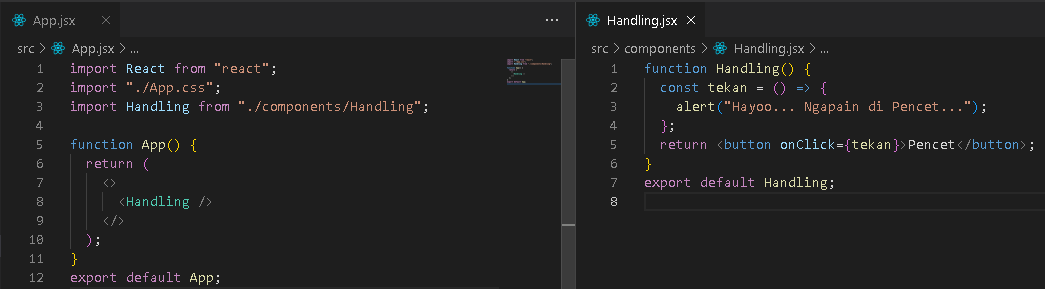 App.jsx
src > App.jsx > ...
1 import React from "react";
2 import "./App.css";
3 import Handling from "./components/Handling";
4
5 function App() {
6   return (
7     <>
8       <Handling />
9     </>
10   );
11 }
12 export default App;
Handling.jsx
src > components > Handling.jsx > ...
1 function Handling() {
2   const tekan = () => {
3     alert("Hayoo... Ngapain di Pencet...");
4   };
5   return <button onClick={tekan}>Pencet</button>;
6 }
7 export default Handling;
8